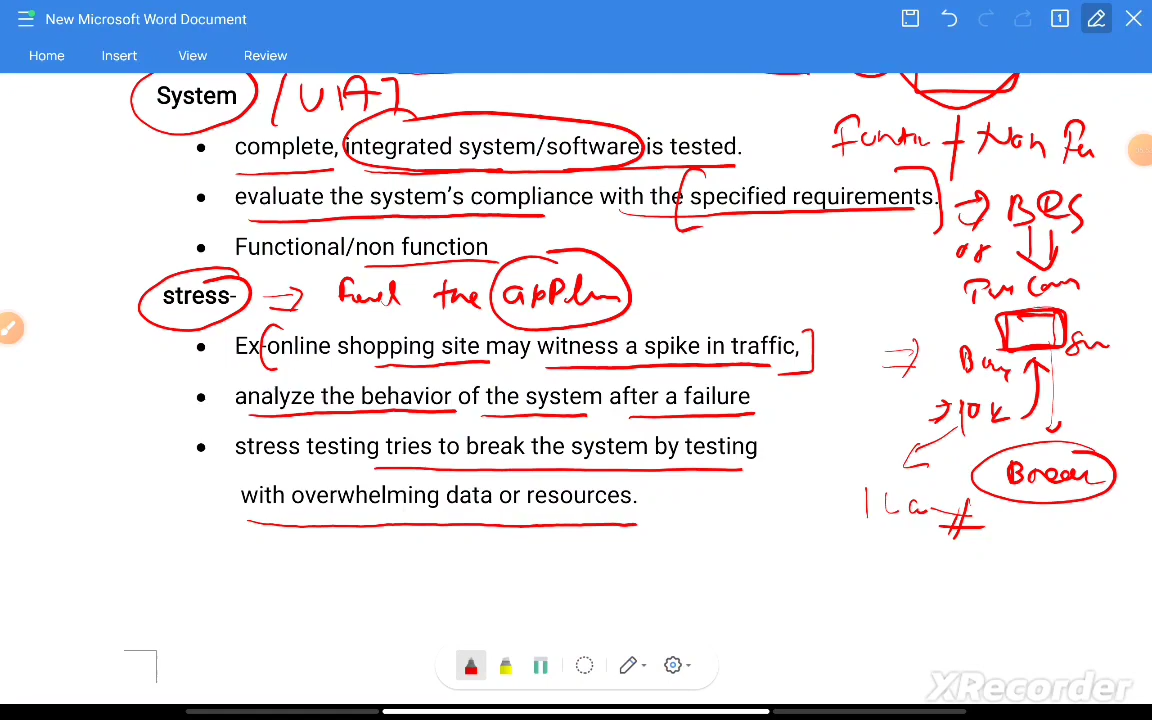 New Microsoft Word Document
1
Home Insert View Review
System
complete, integrated system/software is tested.
evaluate the system's compliance with the specified requirements.
Functional/non function
stress- the
Ex-online shopping site may witness a spike in traffic,
analyze the behavior of the system after a failure
10k
stress testing tries to break the system by testing
with overwhelming data or resources.
XRecorder